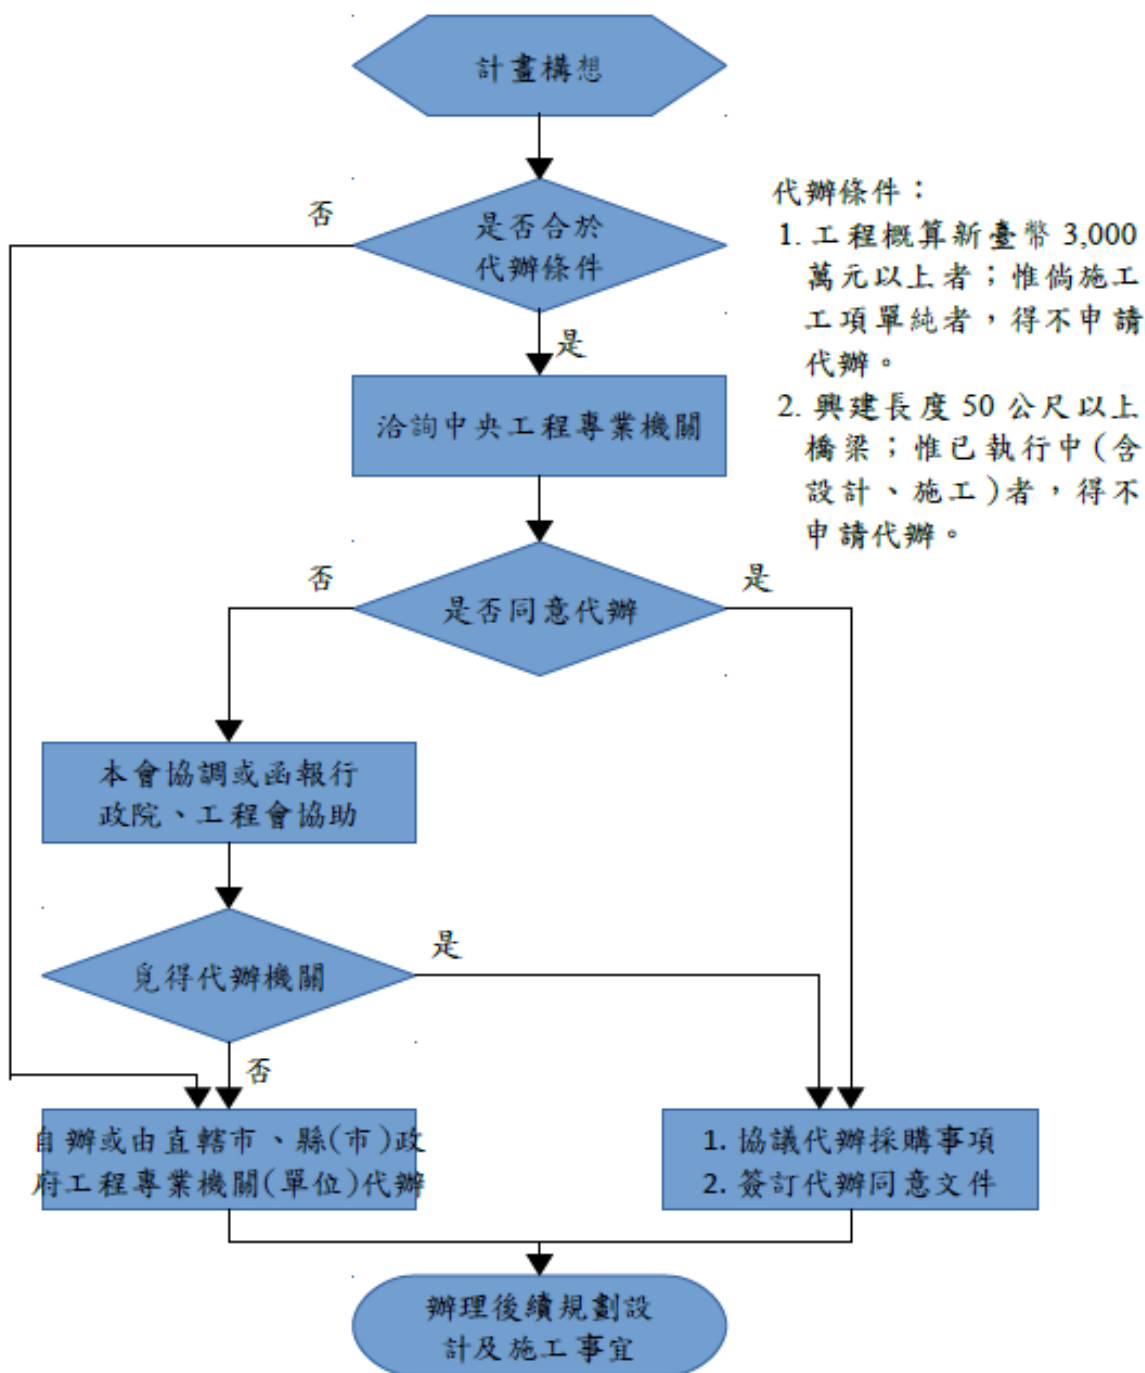 計畫構想
否
是否合於
代辦條件
代辦條件：
1. 工程概算新臺幣 3,000
萬元以上者；惟倘施工
工項單純者，得不申請
代辦。
2. 興建長度 50 公尺以上
橋梁；惟已執行中(含
設計、施工)者，得不
申請代辦。
是
洽詢中央工程專業機關
否
是否同意代辦
是
本會協調或函報行
政院、工程會協助
覓得代辦機關
是
否
自辦或由直轄市、縣(市)政
府工程專業機關(單位)代辦
1. 協議代辦採購事項
2. 簽訂代辦同意文件
辦理後續規劃設
計及施工事宜